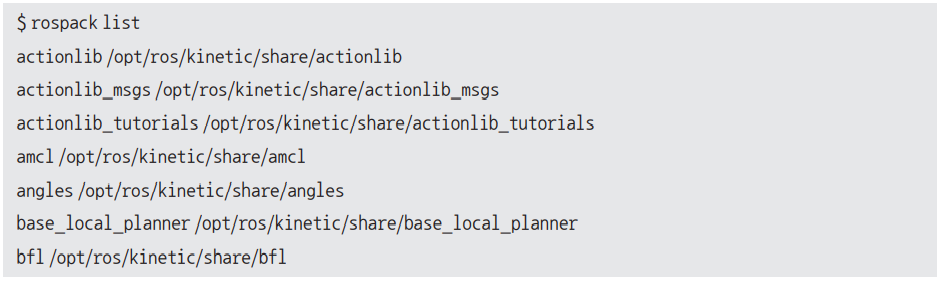 $ rospack list
actionlib /opt/ros/kinetic/share/actionlib
actionlib_msgs /opt/ros/kinetic/share/actionlib_msgs
actionlib_tutorials /opt/ros/kinetic/share/actionlib_tutorials
amcl /opt/ros/kinetic/share/amcl
angles /opt/ros/kinetic/share/angles
base_local_planner /opt/ros/kinetic/share/base_local_planner
bfl /opt/ros/kinetic/share/bfl